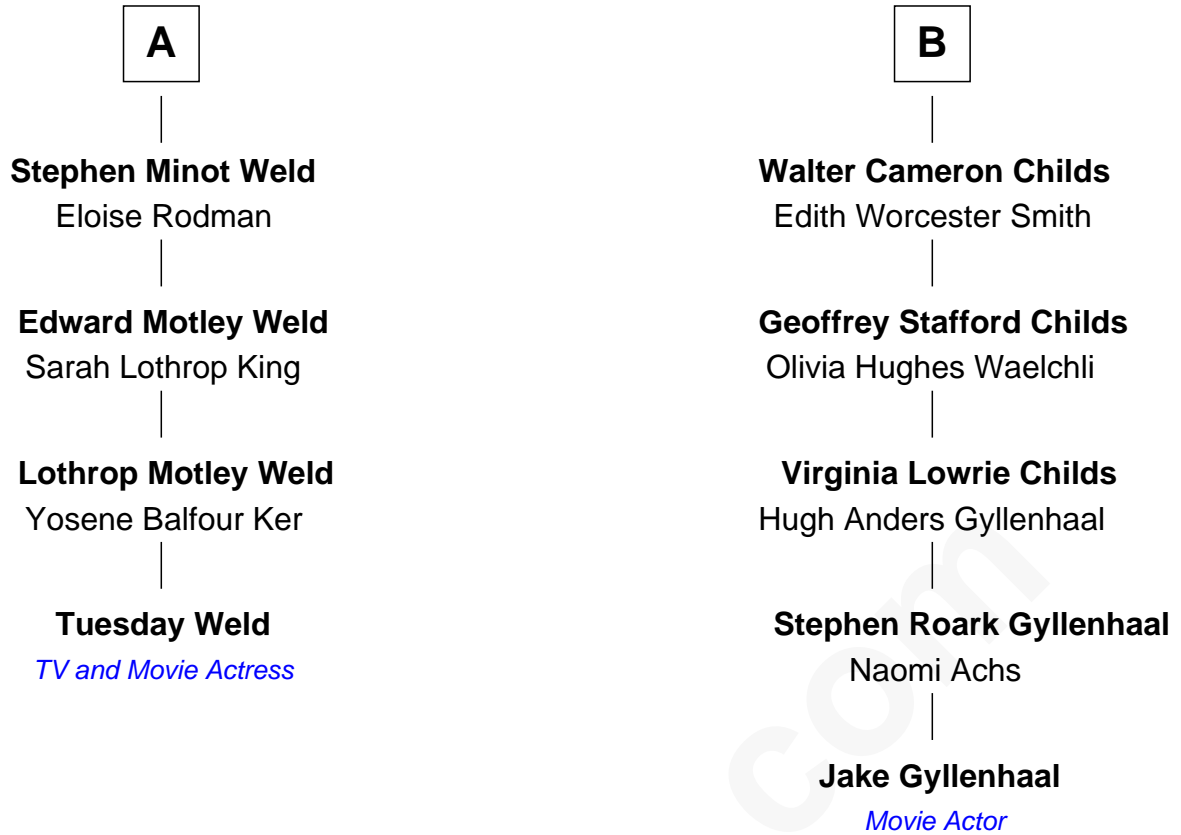 A
Stephen Minot Weld
Eloise Rodman
Edward Motley Weld
Sarah Lothrop King
Lothrop Motley Weld
Yosene Balfour Ker
Tuesday Weld
TV and Movie Actress
B
Walter Cameron Childs
Edith Worcester Smith
Geoffrey Stafford Childs
Olivia Hughes Waelchli
Virginia Lowrie Childs
Hugh Anders Gyllenhaal
Stephen Roark Gyllenhaal
Naomi Achs
Jake Gyllenhaal
Movie Actor
com